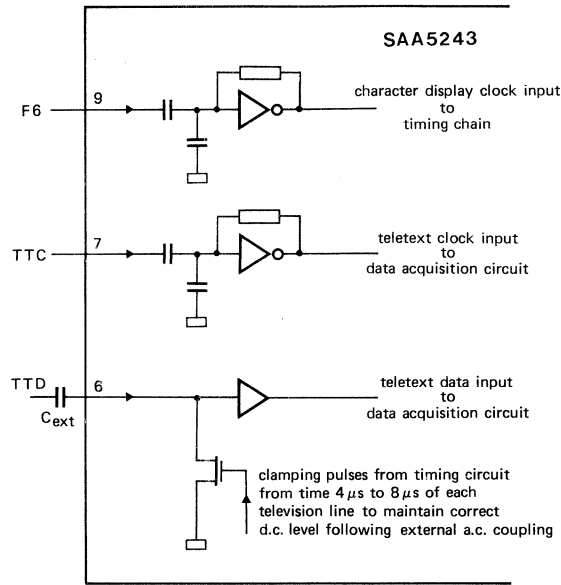 SAA5243
F6
9
character display clock input
to
timing chain
TTC
7
teletext clock input
to
data acquisition circuit
TTD
6
Cext
teletext data input
to
data acquisition circuit
clamping pulses from timing circuit
from time 4 μs to 8 μs of each
television line to maintain correct
d.c. level following external a.c. coupling